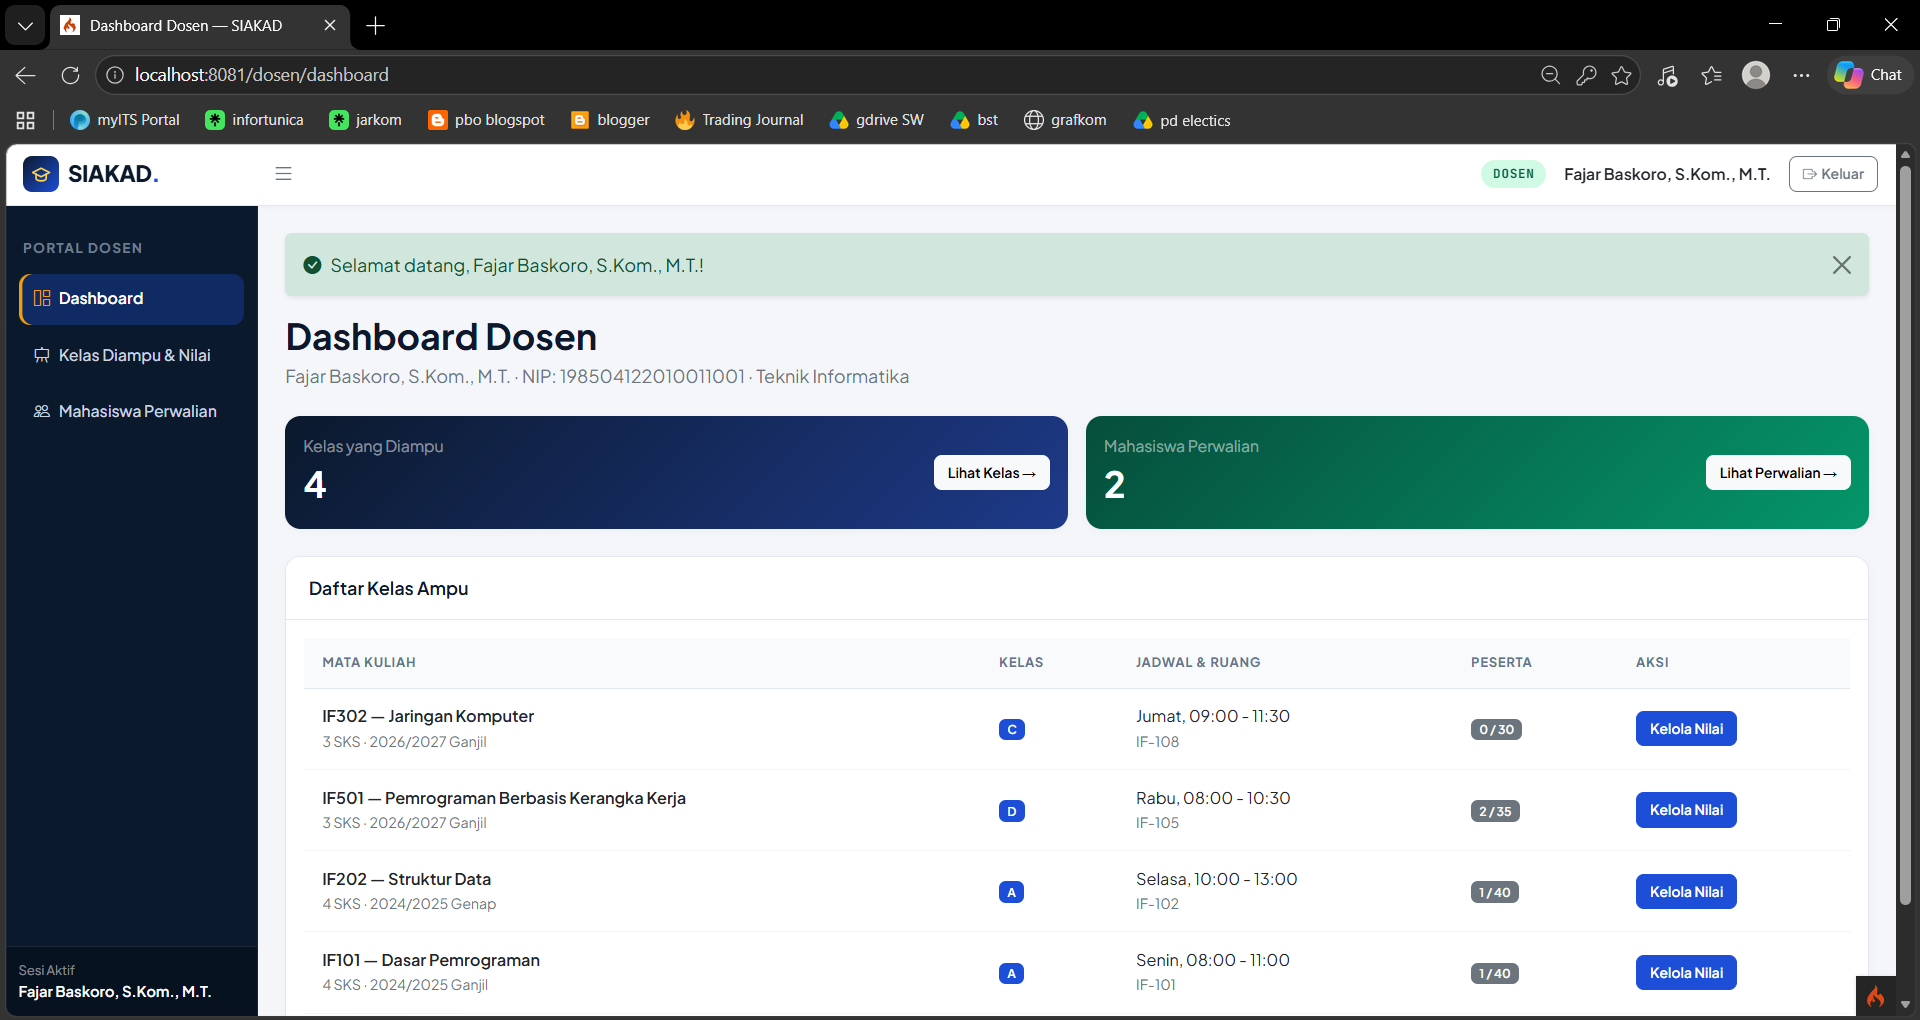 Dashboard Dosen — SIAKAD
localhost:8081/dosen/dashboard
Chat
myITS Portal
infortunica
jarkom
pbo blogspot
blogger
Trading Journal
gdrive SW
bst
grafkom
pd electics
SIAKAD.
DOSEN
Fajar Baskoro, S.Kom., M.T.
Keluar
PORTAL DOSEN
Dashboard
Kelas Diampu & Nilai
Mahasiswa Perwalian
Sesi Aktif
Fajar Baskoro, S.Kom., M.T.
Selamat datang, Fajar Baskoro, S.Kom., M.T.!
Dashboard Dosen
Fajar Baskoro, S.Kom., M.T. · NIP: 198504122010011001 · Teknik Informatika
Kelas yang Diampu
4
Lihat Kelas →
Mahasiswa Perwalian
2
Lihat Perwalian →
Daftar Kelas Ampu
MATA KULIAH KELAS JADWAL & RUANG PESERTA AKSI
IF302 — Jaringan Komputer
3 SKS · 2026/2027 Ganjil
C
Jumat, 09:00 - 11:30
IF-108
0 / 30
Kelola Nilai
IF501 — Pemrograman Berbasis Kerangka Kerja
3 SKS · 2026/2027 Ganjil
D
Rabu, 08:00 - 10:30
IF-105
2 / 35
Kelola Nilai
IF202 — Struktur Data
4 SKS · 2024/2025 Genap
A
Selasa, 10:00 - 13:00
IF-102
1 / 40
Kelola Nilai
IF101 — Dasar Pemrograman
4 SKS · 2024/2025 Ganjil
A
Senin, 08:00 - 11:00
IF-101
1 / 40
Kelola Nilai